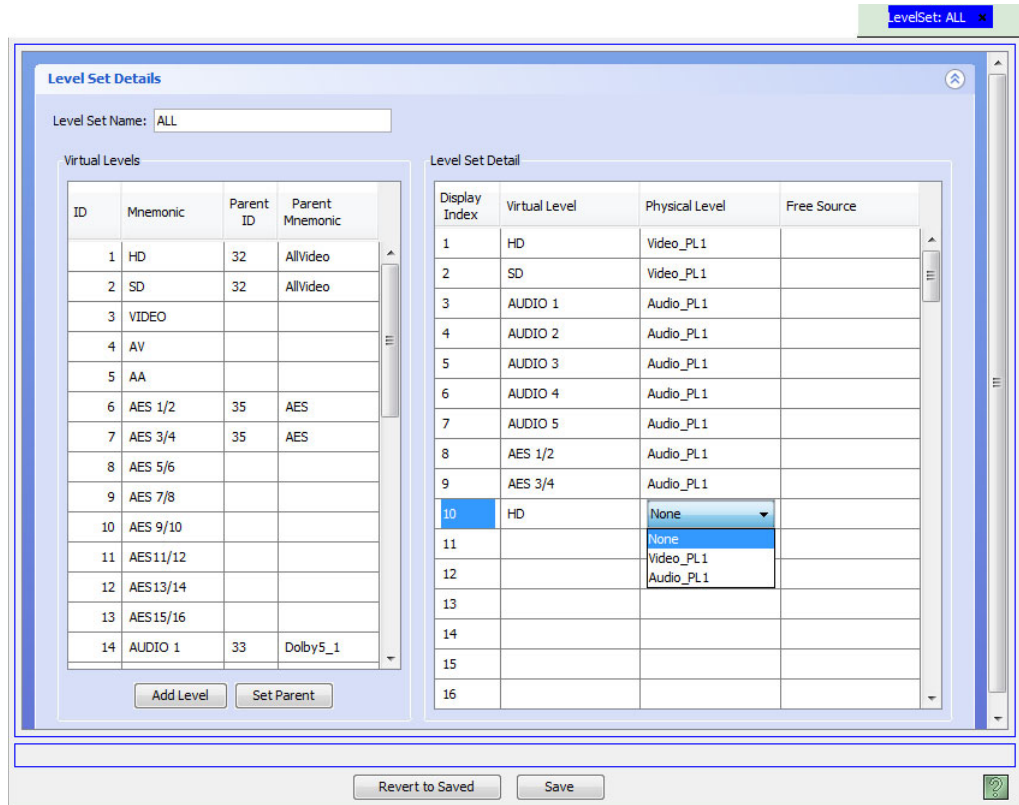 LevelSet: ALL ×
Level Set Details
Level Set Name: ALL
Virtual Levels
ID Mnemonic Parent ID Parent Mnemonic
1 HD 32 AllVideo
2 SD 32 AllVideo
3 VIDEO
4 AV
5 AA
6 AES 1/2 35 AES
7 AES 3/4 35 AES
8 AES 5/6
9 AES 7/8
10 AES 9/10
11 AES11/12
12 AES13/14
13 AES15/16
14 AUDIO 1 33 Dolby5_1
Add Level Set Parent
Level Set Detail
Display Index Virtual Level Physical Level Free Source
1 HD Video_PL1
2 SD Video_PL1
3 AUDIO 1 Audio_PL1
4 AUDIO 2 Audio_PL1
5 AUDIO 3 Audio_PL1
6 AUDIO 4 Audio_PL1
7 AUDIO 5 Audio_PL1
8 AES 1/2 Audio_PL1
9 AES 3/4 Audio_PL1
10 HD None
None
Video_PL1
Audio_PL1
11
12
13
14
15
16
Revert to Saved Save ?